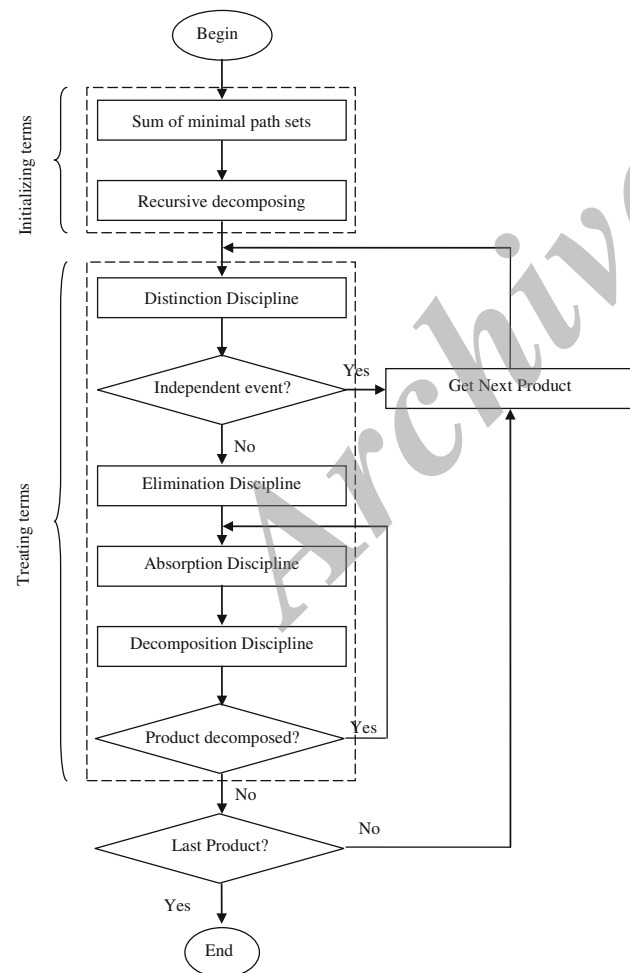 Begin
Initializing terms
Sum of minimal path sets
Recursive decomposing
Treating terms
Distinction Discipline
Independent event?
Yes
Get Next Product
No
Elimination Discipline
Absorption Discipline
Decomposition Discipline
Product decomposed?
Yes
No
Last Product?
No
Yes
End
Archive